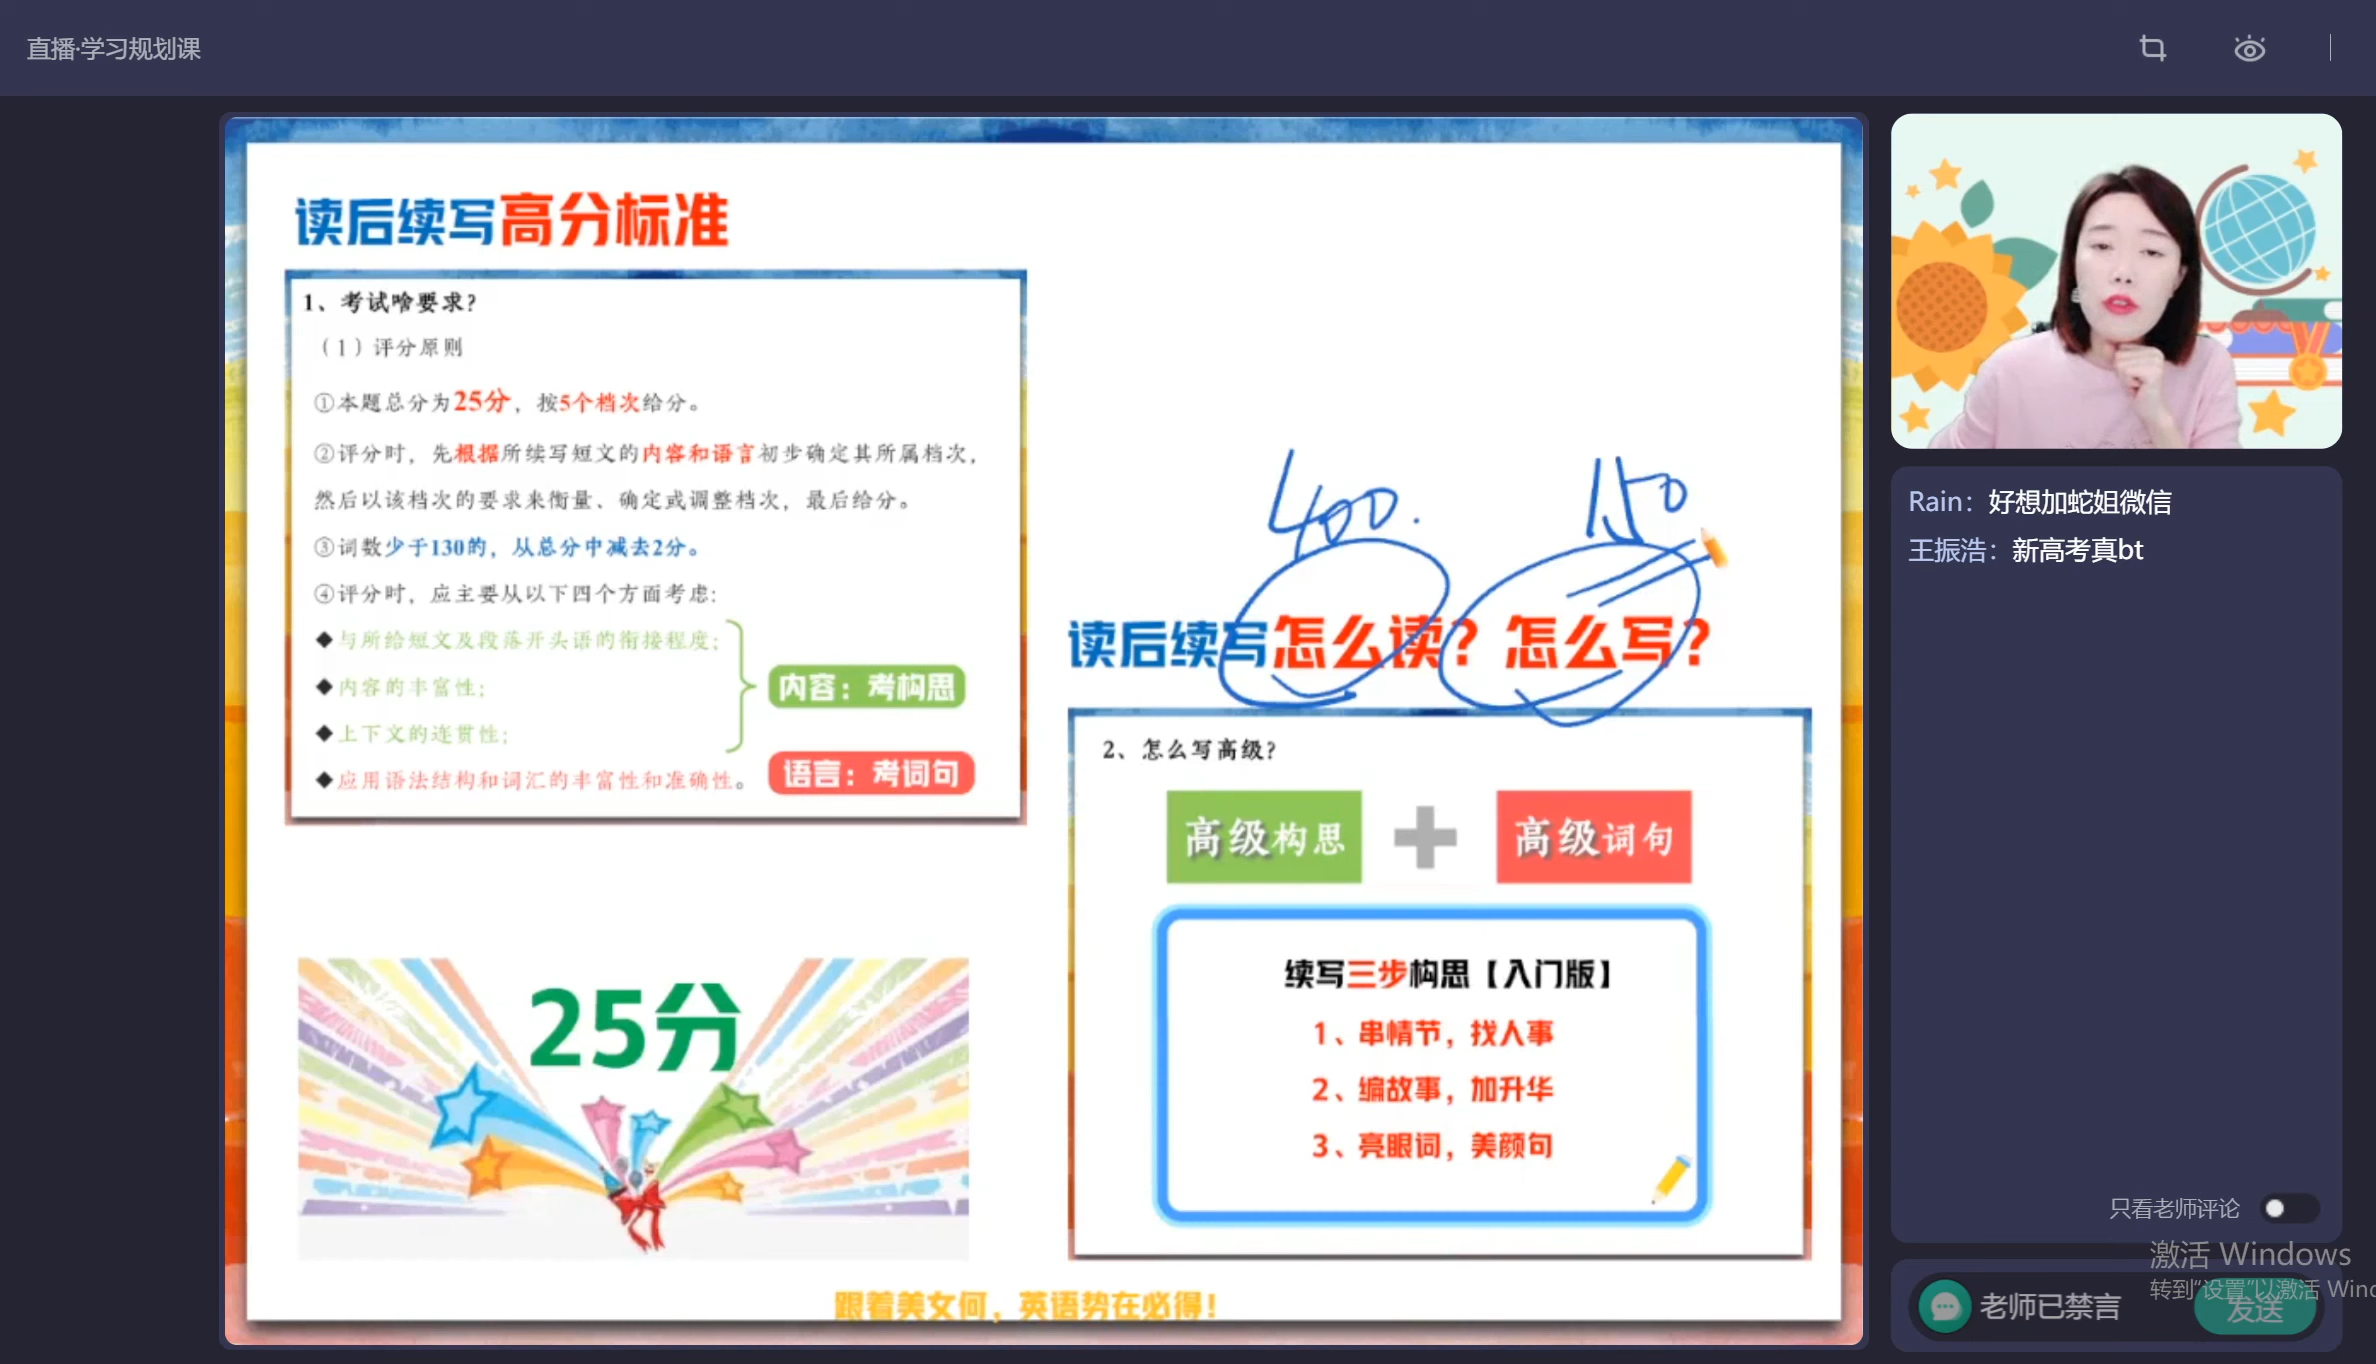 直播·学习规划课
读后续写高分标准
1、考试啥要求？
（1）评分原则
①本题总分为25分，按5个档次给分。
②评分时，先根据所续写短文的内容和语言初步确定其所属档次，
然后以该档次的要求来衡量、确定或调整档次，最后给分。
③词数少于130的，从总分中减去2分。
④评分时，应主要从以下四个方面考虑：
◆与所给短文及段落开头语的衔接程度；
◆内容的丰富性；
◆上下文的连贯性；
内容：考构思
◆应用语法结构和词汇的丰富性和准确性。
语言：考词句
25分
400.
150
读后续写怎么读？怎么写？
2、怎么写高级？
高级构思
高级词句
续写三步构思【入门版】
1、串情节，找人事
2、编故事，加升华
3、亮眼词，美颜句
跟着美女何，英语势在必得！
Rain：好想加蛇姐微信
王振浩：新高考真bt
只看老师评论
激活 Windows
转到“设置”以激活 Winc
老师已禁言
发送